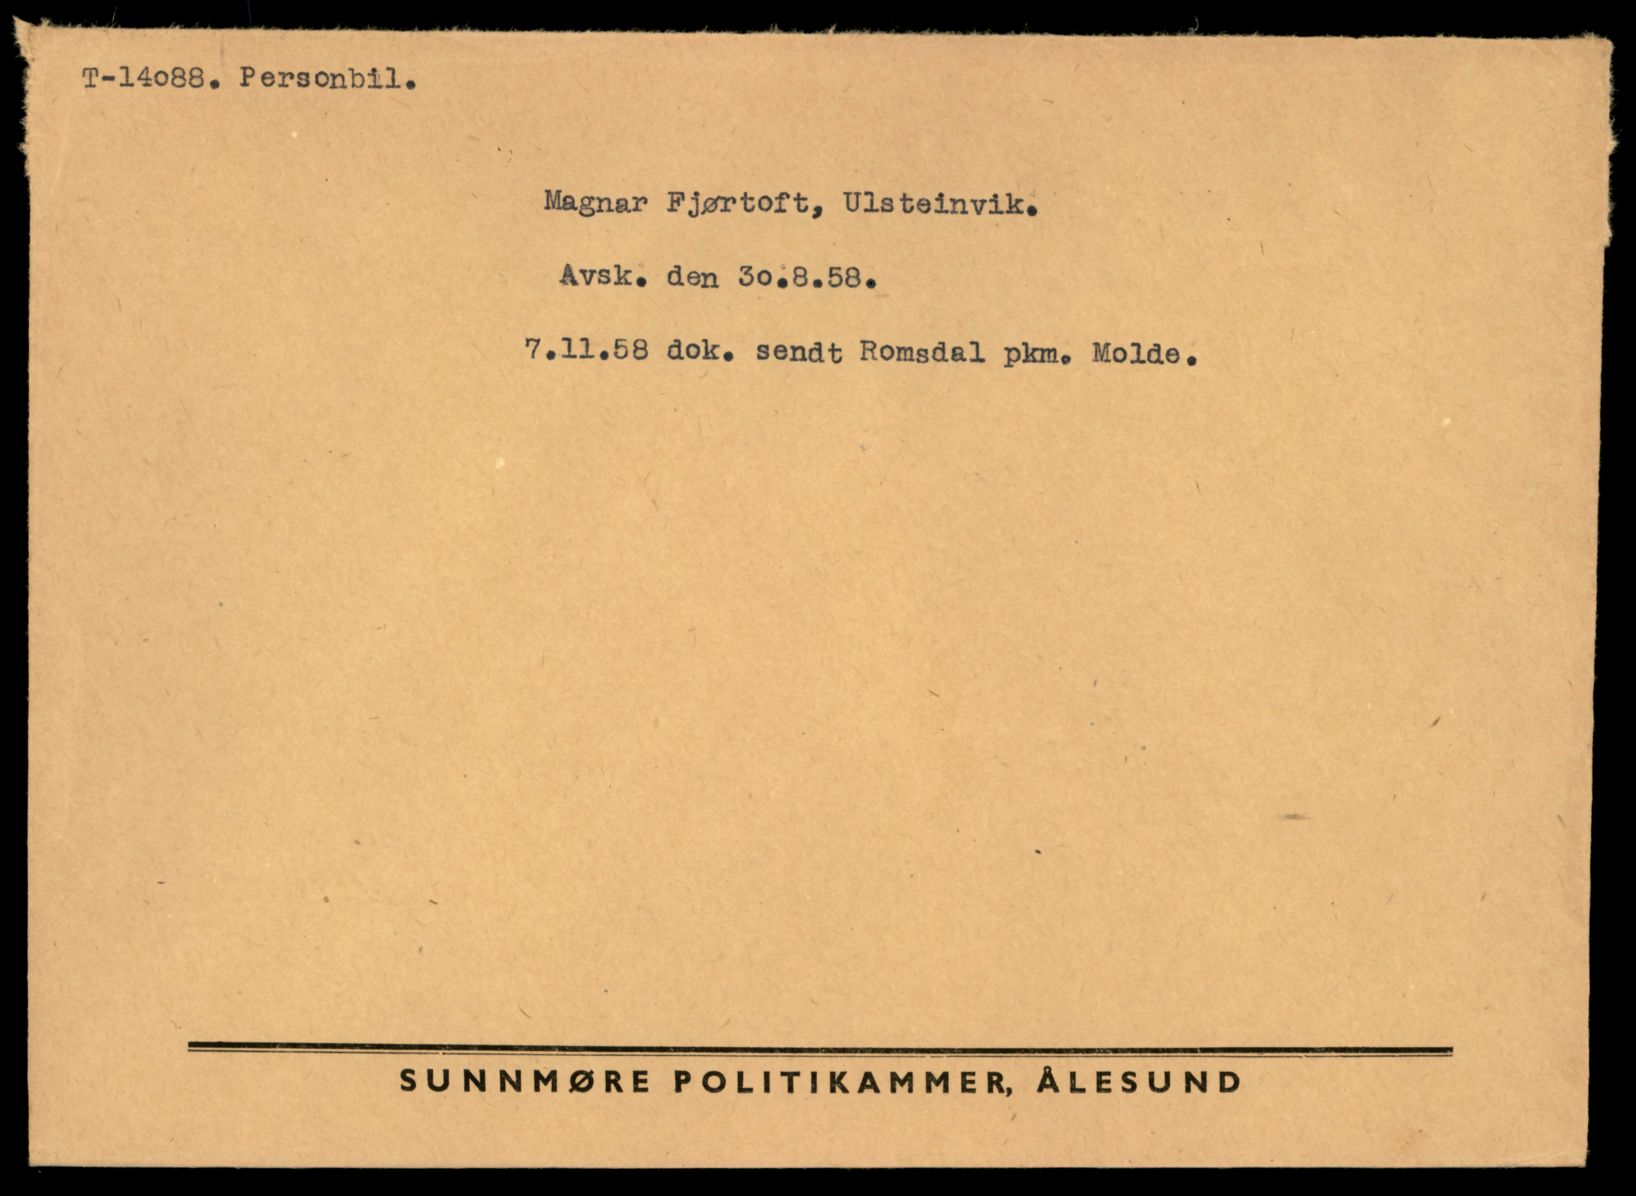 T-14o88. Personbil.
Magnar Fjørtoft, Ulsteinvik.
Avsk. den 3o.8.58.
7.11.58 dok. sendt Romsdal pkm. Molde.
SUNNMØRE POLITIKAMMER, ÅLESUND